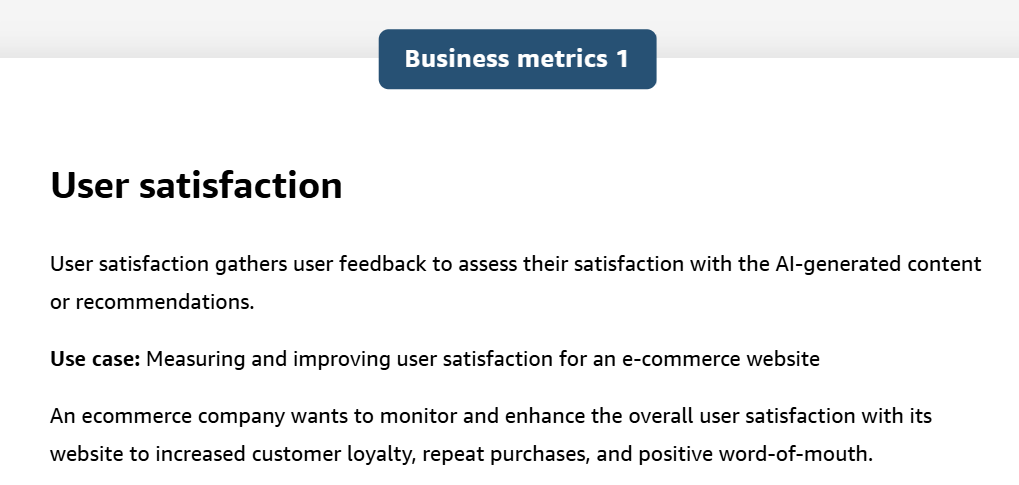 Business metrics 1
User satisfaction
User satisfaction gathers user feedback to assess their satisfaction with the AI-generated content
or recommendations.
Use case: Measuring and improving user satisfaction for an e-commerce website
An ecommerce company wants to monitor and enhance the overall user satisfaction with its
website to increased customer loyalty, repeat purchases, and positive word-of-mouth.